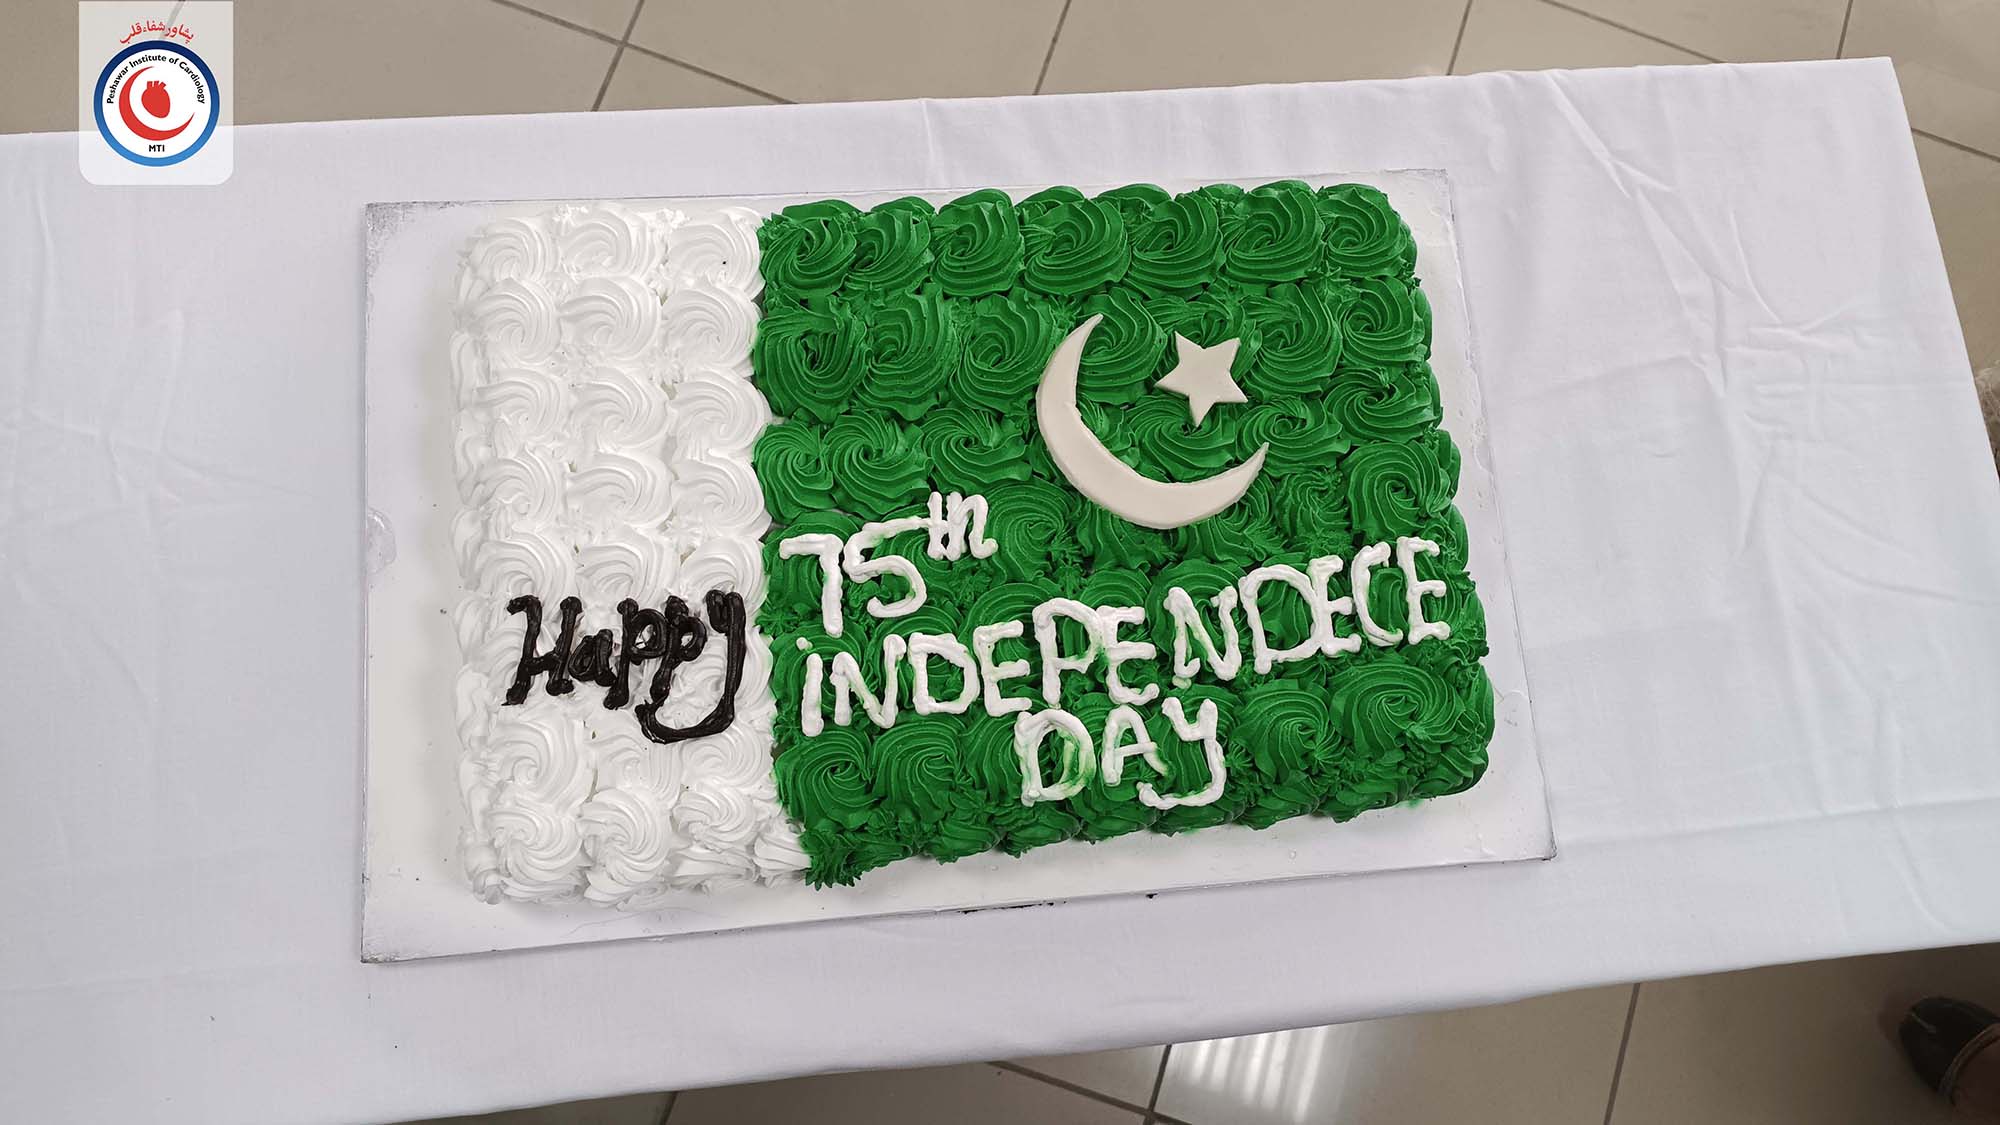 پشاور شفاء قلب
Peshawar Institute of Cardiology
MTI
Happy
75th
iNDEPENDECE
DAY